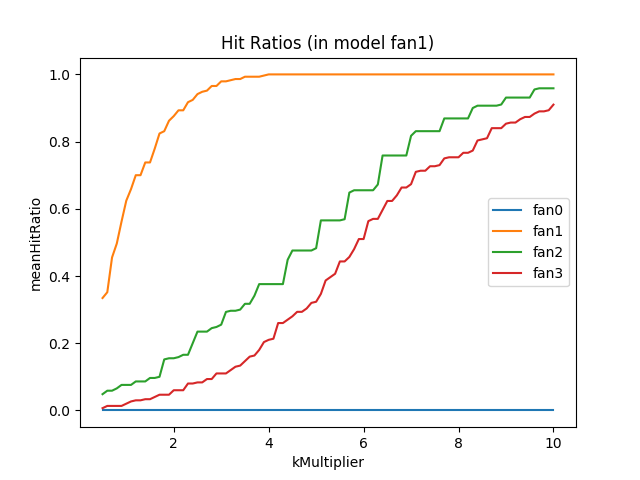 Hit Ratios (in model fan1)
meanHitRatio
1.0
0.8
0.6
0.4
0.2
0.0
2
4
6
8
10
kMultiplier
fan0
fan1
fan2
fan3